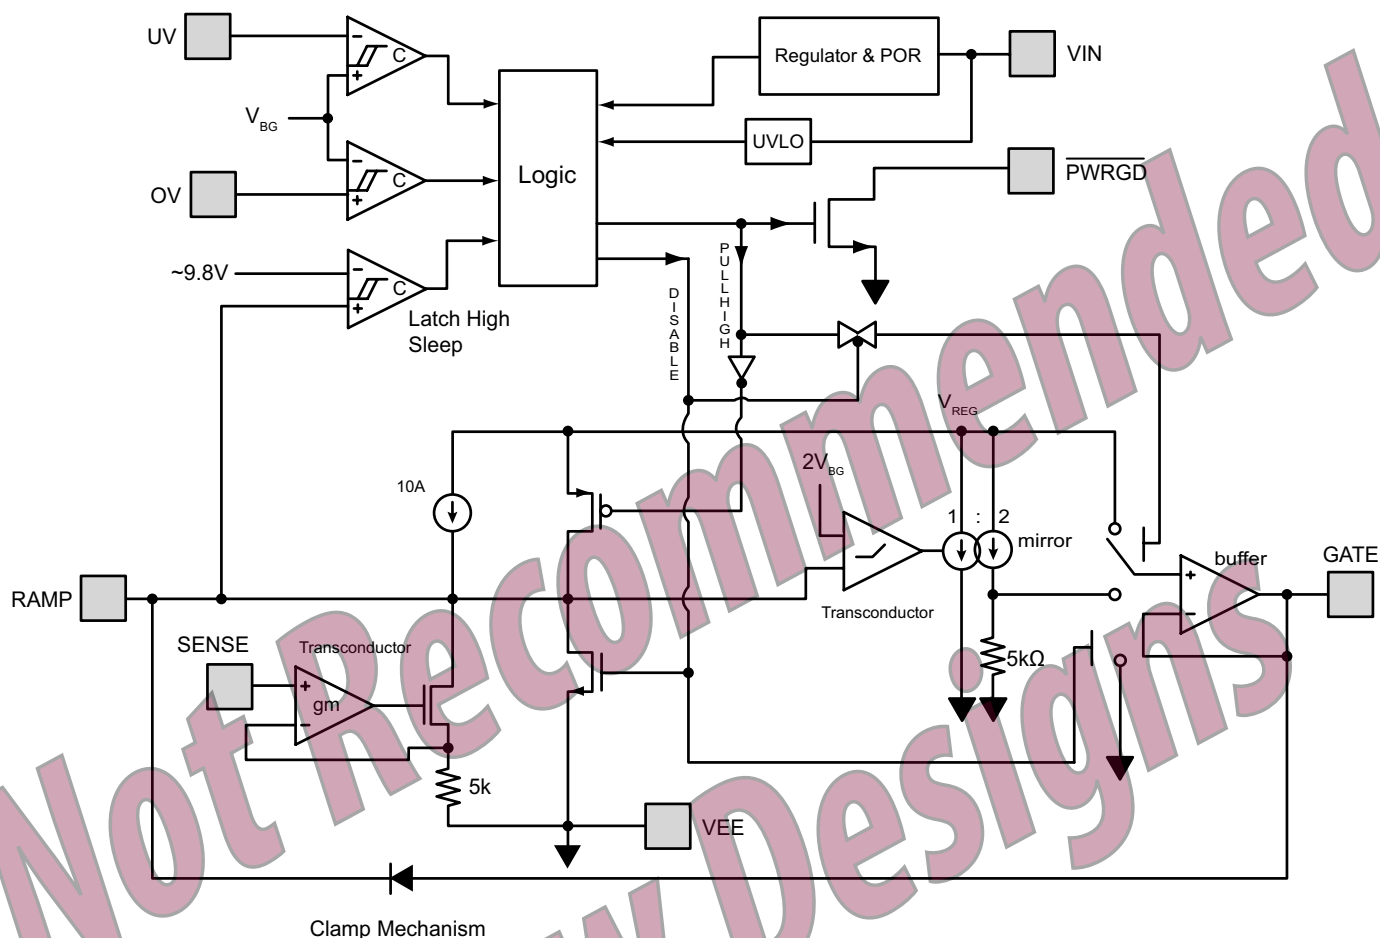 UV
V BG
OV
~9.8V
C
C
C
Latch High
Sleep
Logic
Regulator & POR
UVLO
VIN
PWRGD
PULLHIGH
DISABLE
V REG
2V BG
10A
1 : 2
mirror
buffer
GATE
RAMP
SENSE
Transconductor
Transconductor
gm
5kΩ
5k
VEE
Clamp Mechanism
Not Recommended
w Designs
+
−
+
−
+
−
+
−
+
−